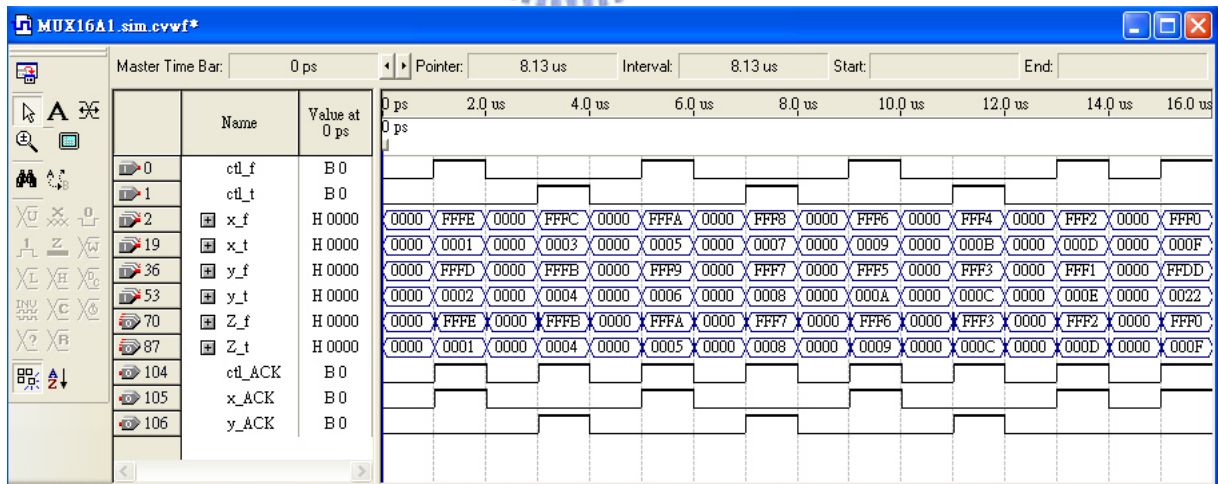 MUX16A1.sim.cvwf*
Master Time Bar: 0 ps Pointer: 8.13 us Interval: 8.13 us Start: End:
Name Value at 0 ps
0 ps 2.0 us 4.0 us 6.0 us 8.0 us 10.0 us 12.0 us 14.0 us 16.0 us
0 ps
0 ctl_f B 0
1 ctl_t B 0
2 x_f H 0000 0000 FFFE 0000 FFFC 0000 FFFA 0000 FFF8 0000 FFF6 0000 FFF4 0000 FFF2 0000 FFF0
19 x_t H 0000 0000 0001 0000 0003 0000 0005 0000 0007 0000 0009 0000 000B 0000 000D 0000 000F
36 y_f H 0000 0000 FFFD 0000 FFFB 0000 FFF9 0000 FFF7 0000 FFF5 0000 FFF3 0000 FFF1 0000 FFDD
53 y_t H 0000 0000 0002 0000 0004 0000 0006 0000 0008 0000 000A 0000 000C 0000 000E 0000 0022
70 Z_f H 0000 0000 FFFE 0000 FFFB 0000 FFFA 0000 FFF7 0000 FFF6 0000 FFF3 0000 FFF2 0000 FFF0
87 Z_t H 0000 0000 0001 0000 0004 0000 0005 0000 0008 0000 0009 0000 000C 0000 000D 0000 000F
104 ctl_ACK B 0
105 x_ACK B 0
106 y_ACK B 0